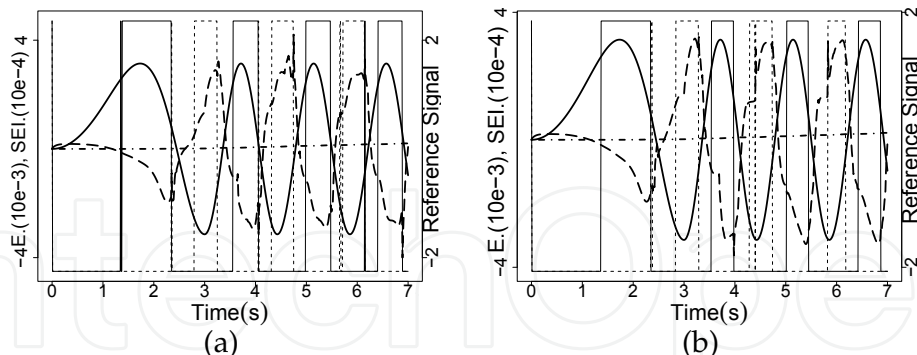 (a)
−4 E.(10e−3), SEI.(10e−4) 4
2
Reference Signal
−2
0 1 2 3 4 5 6 7
Time(s)
(a)
−4 E.(10e−3), SEI.(10e−4) 4
2
Reference Signal
−2
0 1 2 3 4 5 6 7
Time(s)
(b)